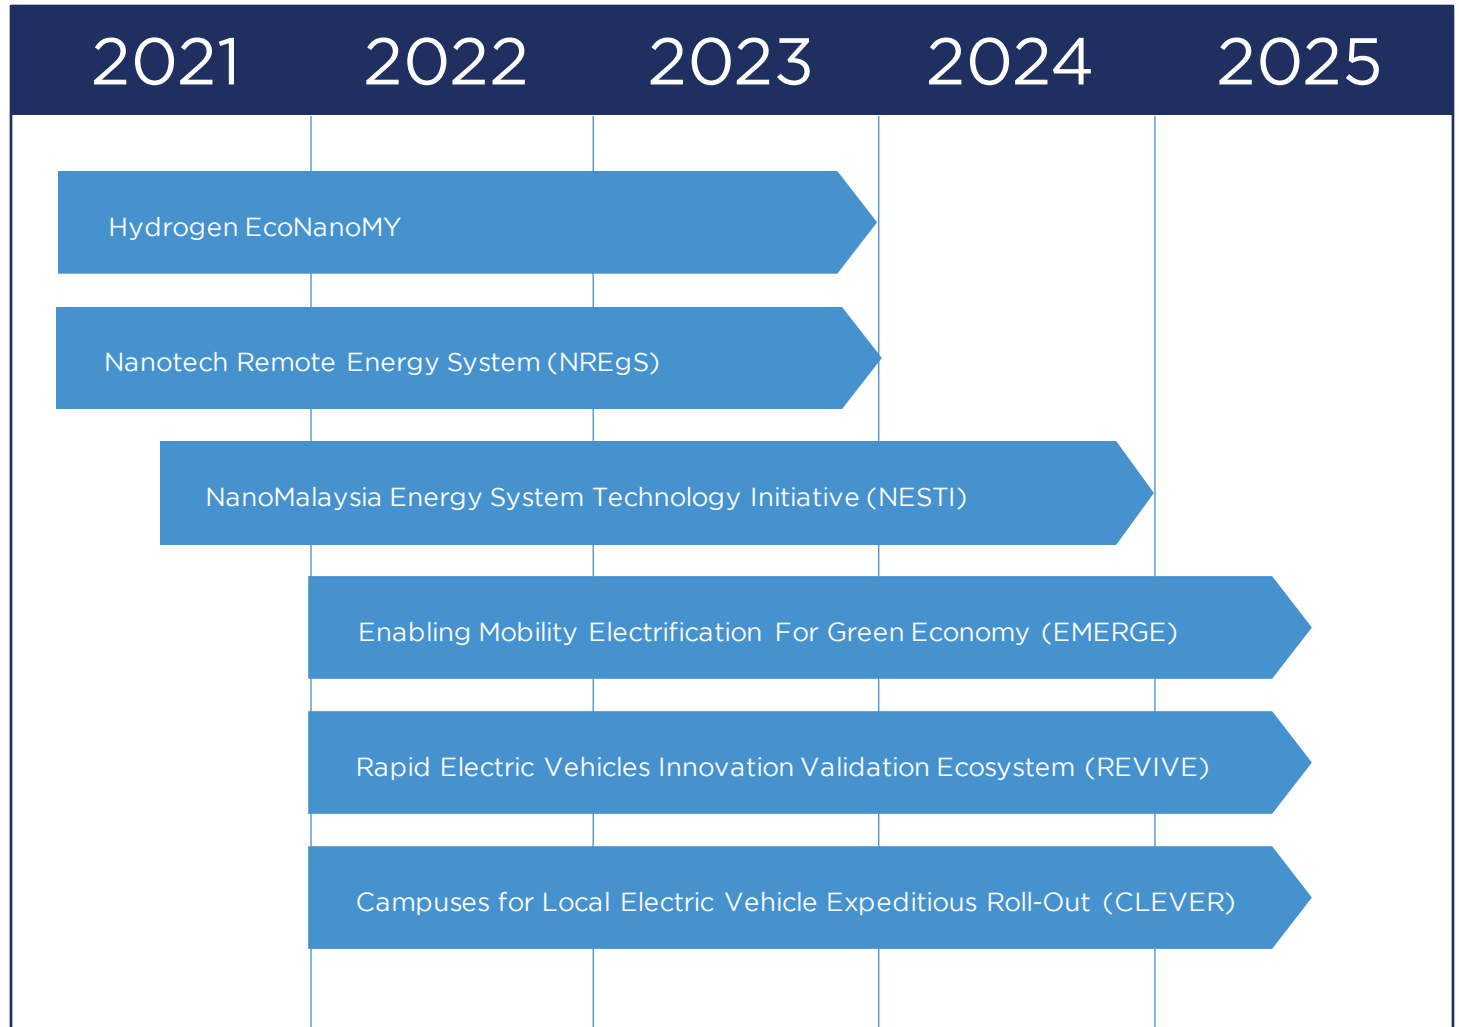 2021 2022 2023 2024 2025
Hydrogen EcoNanoMY
Nanotech Remote Energy System (NREgS)
NanoMalaysia Energy System Technology Initiative (NESTI)
Enabling Mobility Electrification For Green Economy (EMERGE)
Rapid Electric Vehicles Innovation Validation Ecosystem (REVIVE)
Campuses for Local Electric Vehicle Expeditious Roll-Out (CLEVER)